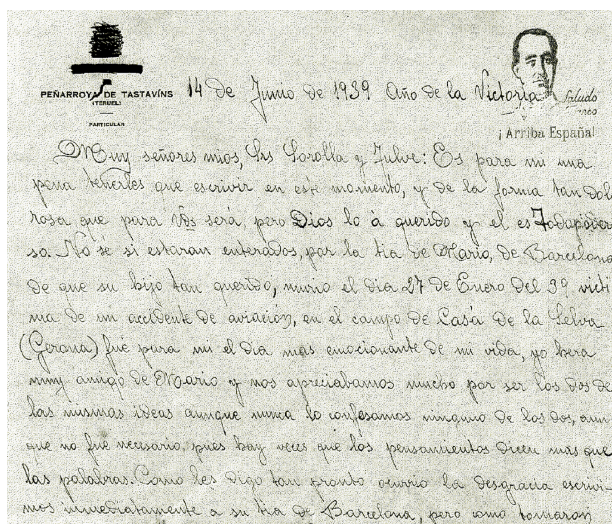 PEÑARROYA DE TASTAVÍNS
(TERUEL)
PARTICULAR
14 de Junio de 1939 Año de la Victoria
Saludo
¡Arriba España!
Muy señores mios, Srs Sorolla y Julve: Es para mi una
pena tenerles que escribir en este momento, y de la forma tan dol
rosa que para Vds será, pero Dios lo á querido y el es Todopodero
so. No se si estaran enterados, por la tia de Mario, de Barcelona
de que su hijo tan querido, murio el dia 27 de Enero del 39, victi
ma de un accidente de aviación, en el campo de Casá de la Selva
(Gerona) fué para mi el dia mas emocionante de mi vida, yo hera
muy amigo de Mario y nos apreciabamos mucho por ser los dos de
las mismas ideas aunque nunca lo confesamos ninguno de los dos, aun
que no fue necesario, pues hay veces que los pensamientos dicen mas que
las palabras. Como les digo tan pronto ocurrio la desgracia escribi-
mos inmediatamente a su tia de Barcelona, pero como tomaron